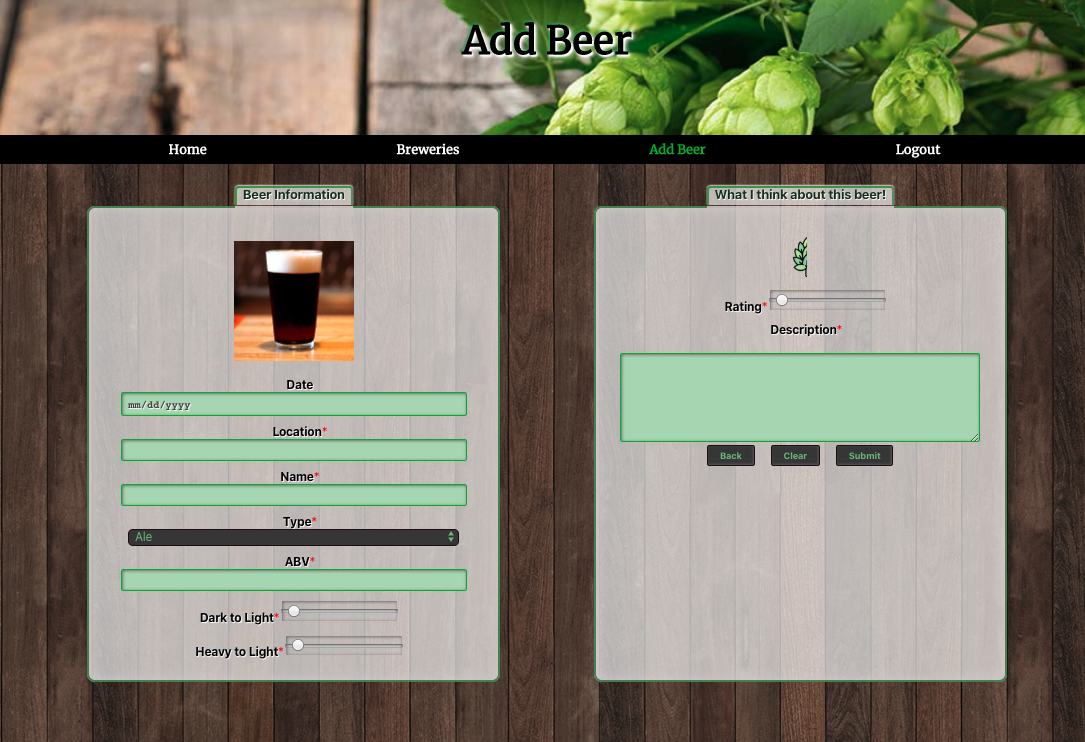 Add Beer
Home Breweries Add Beer Logout
Beer Information
Date
mm/dd/yyyy
Location*
Name*
Type*
Ale
ABV*
Dark to Light*
Heavy to Light*
What I think about this beer!
Rating*
Description*
Back Clear Submit